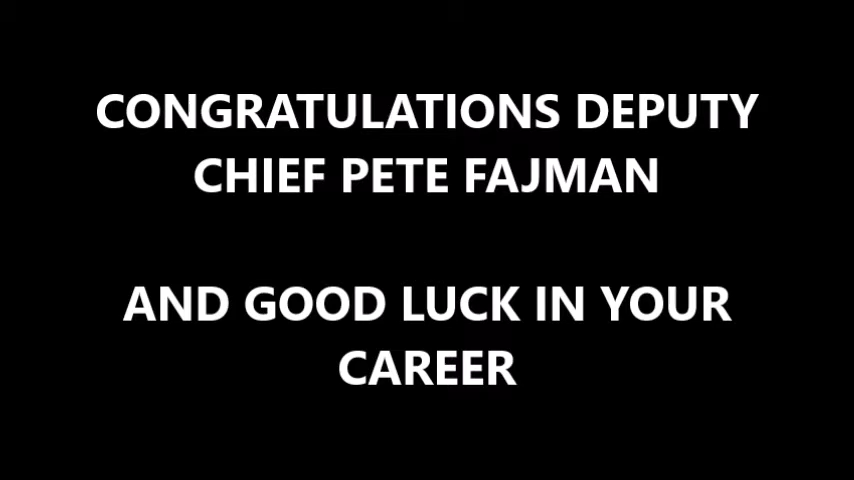 CONGRATULATIONS DEPUTY
CHIEF PETE FAJMAN
AND GOOD LUCK IN YOUR
CAREER